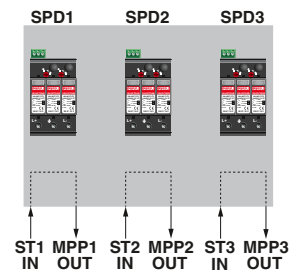 SPD1 SPD2 SPD3
L+ L-
L+ L-
L+ L-
ST1 MPP1 ST2 MPP2 ST3 MPP3
IN OUT IN OUT IN OUT